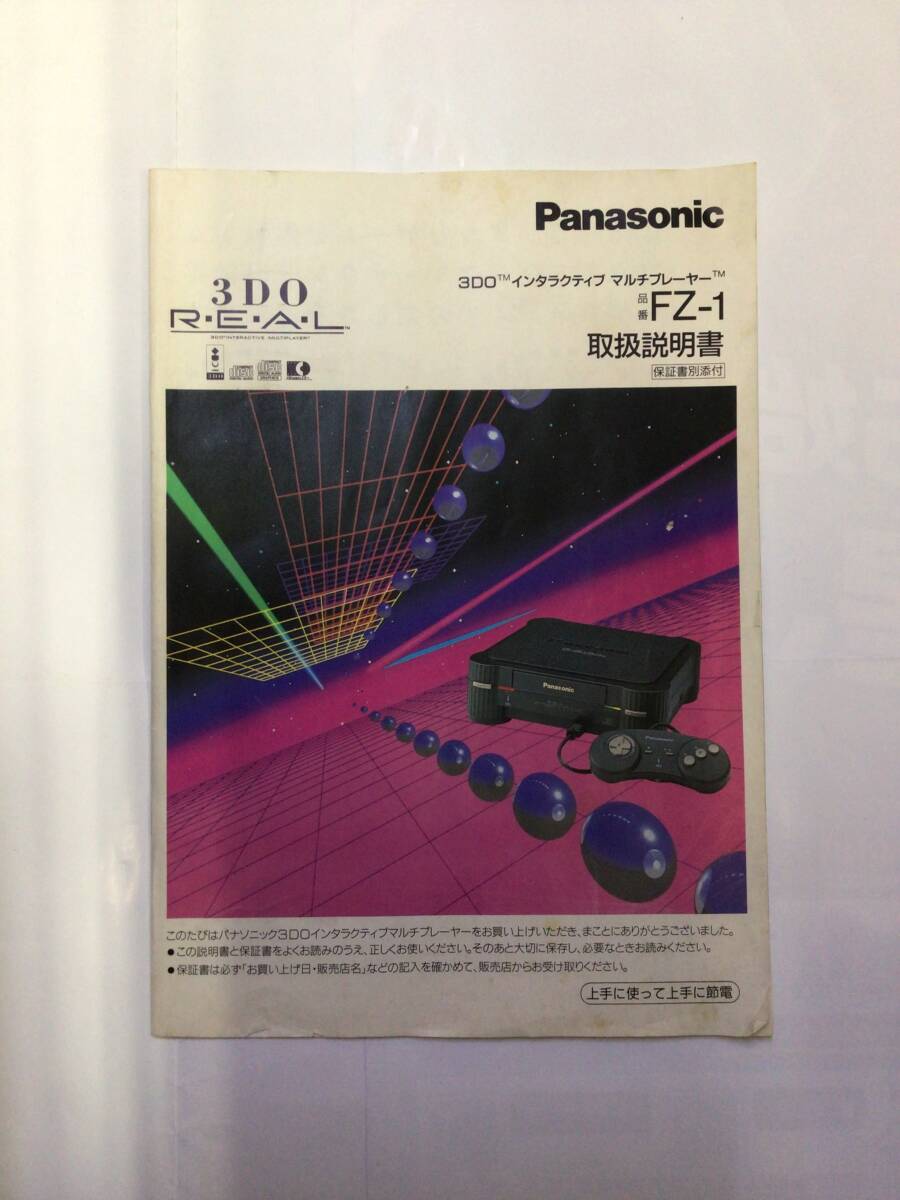 Panasonic
3DO™インタラクティブ マルチプレーヤー™
品番 FZ-1
取扱説明書
保証書別添付
3DO
R・E・A・L™
3DO™INTERACTIVE MULTIPLAYER™
3DO
Panasonic
Panasonic
このたびはパナソニック3DOインタラクティブマルチプレーヤーをお買い上げいただき、まことにありがとうございました。
●この説明書と保証書をよくお読みのうえ、正しくお使いください。そのあと大切に保存し、必要なときお読みください。
●保証書は必ず「お買い上げ日・販売店名」などの記入を確かめて、販売店からお受け取りください。
上手に使って上手に節電